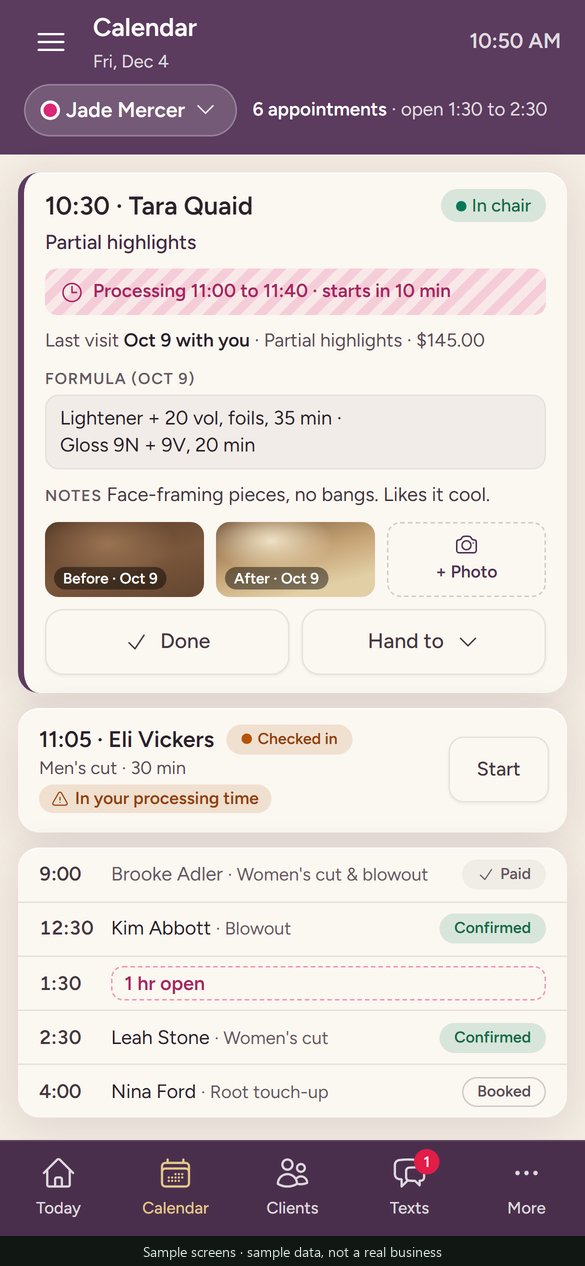 Calendar
Fri, Dec 4
10:50 AM
Jade Mercer
6 appointments · open 1:30 to 2:30
10:30 · Tara Quaid
In chair
Partial highlights
Processing 11:00 to 11:40 · starts in 10 min
Last visit Oct 9 with you · Partial highlights · $145.00
FORMULA (OCT 9)
Lightener + 20 vol, foils, 35 min ·
Gloss 9N + 9V, 20 min
NOTES Face-framing pieces, no bangs. Likes it cool.
Before · Oct 9
After · Oct 9
+ Photo
Done
Hand to
11:05 · Eli Vickers
Checked in
Men's cut · 30 min
In your processing time
Start
9:00 Brooke Adler · Women's cut & blowout Paid
12:30 Kim Abbott · Blowout Confirmed
1:30 1 hr open
2:30 Leah Stone · Women's cut Confirmed
4:00 Nina Ford · Root touch-up Booked
1
Today
Calendar
Clients
Texts
More
Sample screens · sample data, not a real business